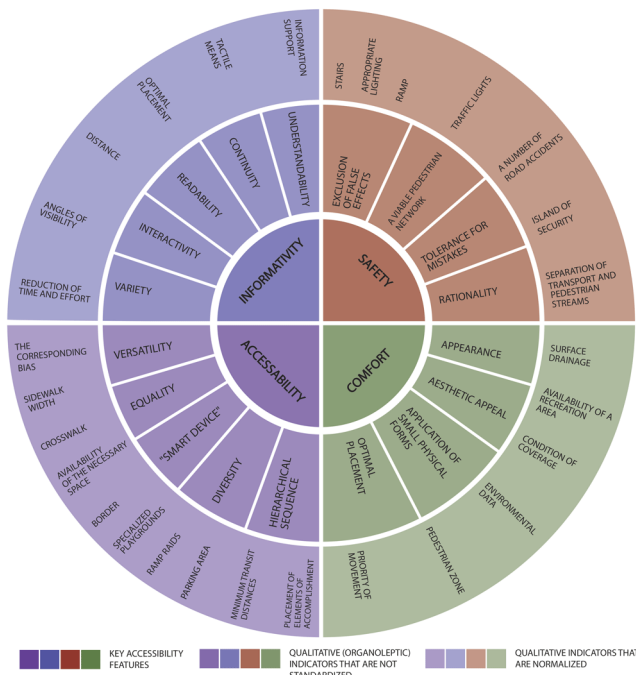 INFORMATION
SUPPORT
TACTILE
MEANS
OPTIMAL
PLACEMENT
DISTANCE
ANGLES OF
VISIBILITY
REDUCTION OF
TIME AND EFFORT
STAIRS
APPROPRIATE
LIGHTING
RAMP
TRAFFIC LIGHTS
A NUMBER OF
ROAD ACCIDENTS
ISLAND OF
SECURITY
SEPARATION OF
TRANSPORT AND
PEDESTRIAN
STREAMS
UNDERSTANDABILITY
CONTINUITY
READABILITY
INTERACTIVITY
VARIETY
EXCLUSION
OF FALSE
EFFECTS
A VIABLE PEDESTRIAN
NETWORK
TOLERANCE FOR
MISTAKES
RATIONALITY
INFORMATIVITY
SAFETY
ACCESSABILITY
COMFORT
VERSATILITY
EQUALITY
"SMART DEVICE"
DIVERSITY
HIERARCHICAL
SEQUENCE
APPEARANCE
AESTHETIC APPEAL
APPLICATION OF
SMALL PHYSICAL
FORMS
OPTIMAL
PLACEMENT
THE
CORRESPONDING
BIAS
SIDEWALK
WIDTH
CROSSWALK
AVAILABILITY
OF THE NECESSARY
SPACE
BORDER
SPECIALIZED
PLAYGROUNDS
RAMP RAIDS
PARKING AREA
MINIMUM TRANSIT
DISTANCES
PLACEMENT OF
ELEMENTS OF
ACCOMPLISHMENT
SURFACE
DRAINAGE
AVAILABILITY OF A
RECREATION
AREA
CONDITION OF
COVERAGE
ENVIRONMENTAL
DATA
PEDESTRIAN ZONE
PRIORITY OF
MOVEMENT
KEY ACCESSIBILITY
FEATURES
QUALITATIVE (ORGANOLEPTIC)
INDICATORS THAT ARE NOT
STANDARDIZED
QUALITATIVE INDICATORS THAT
ARE NORMALIZED